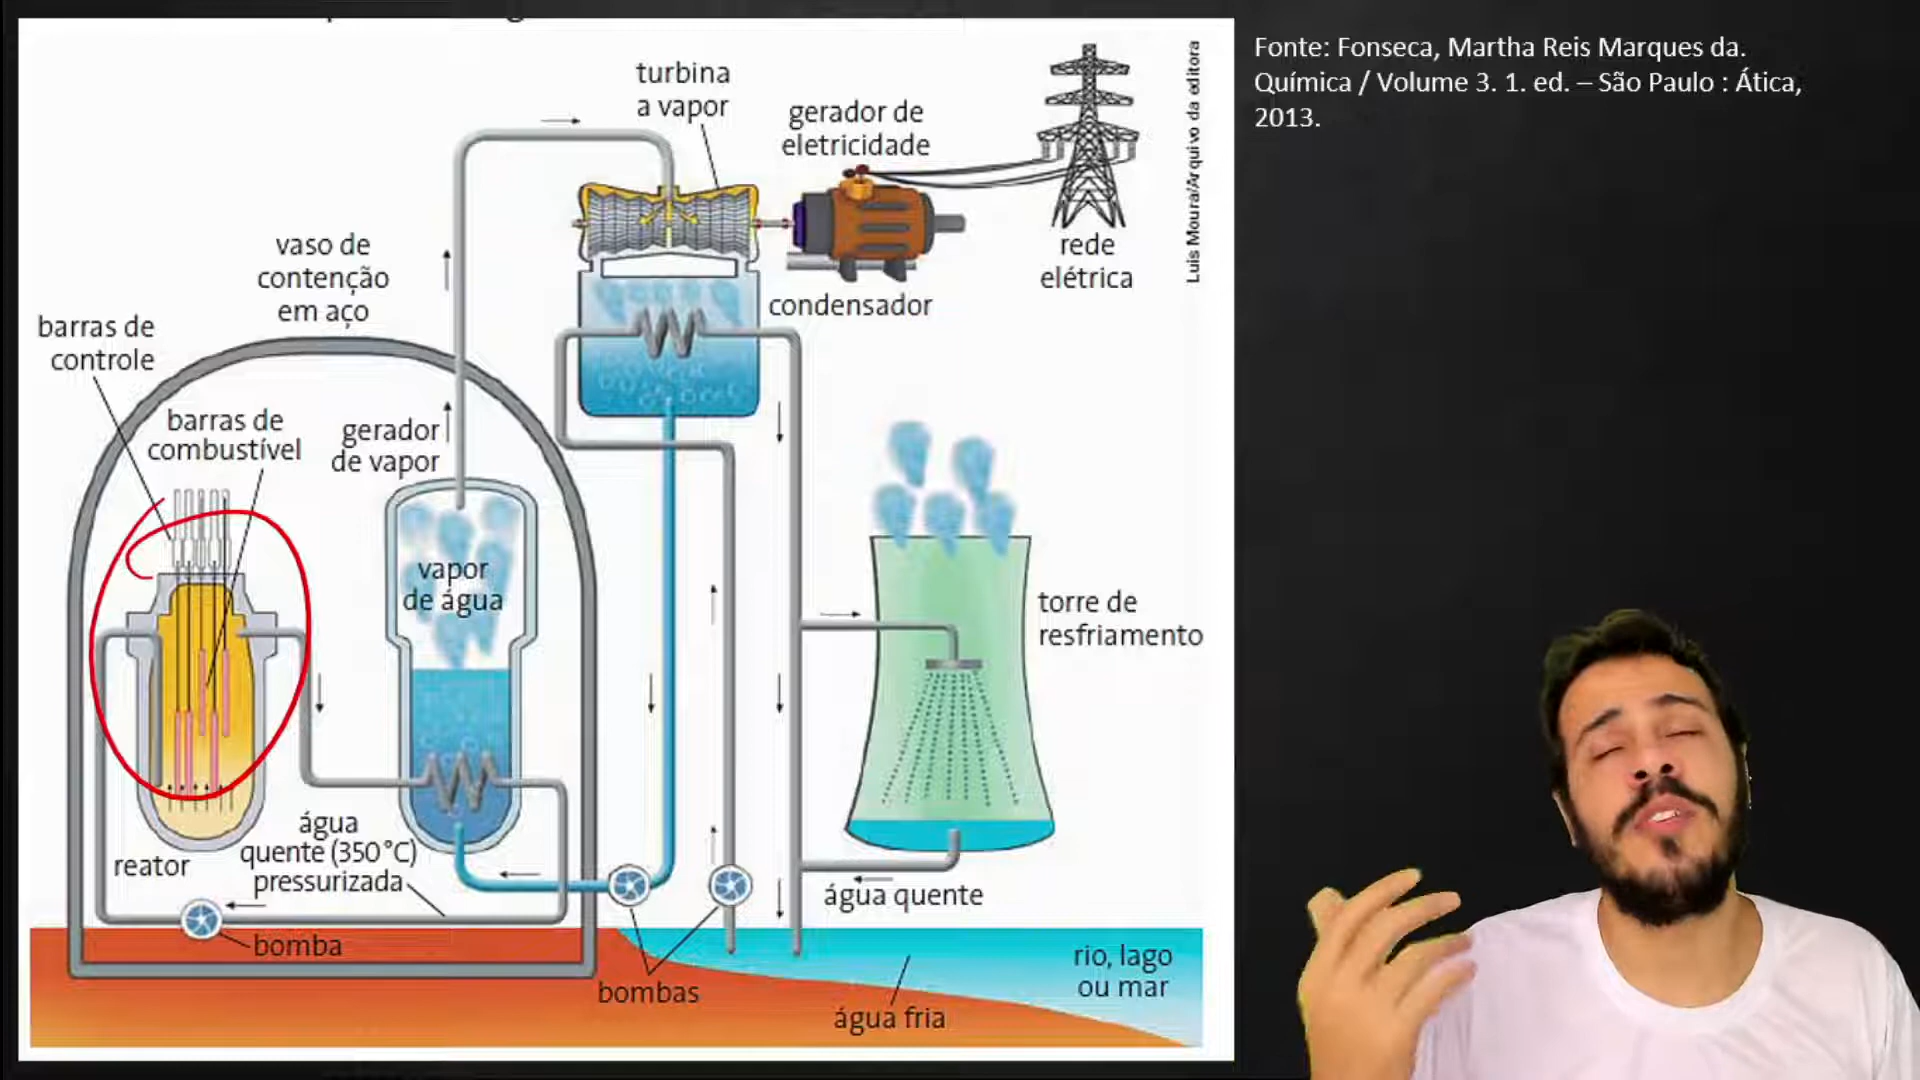 Fonte: Fonseca, Martha Reis Marques da.
Química / Volume 3. 1. ed. – São Paulo : Ática,
2013.
turbina
a vapor
gerador de
eletricidade
Luis Moura/Arquivo da editora
vaso de
contenção
em aço
rede
elétrica
condensador
barras de
controle
barras de
combustível
gerador
de vapor
vapor
de água
torre de
resfriamento
água
quente (350 °C)
pressurizada
reator
água quente
bomba
bombas
rio, lago
ou mar
água fria